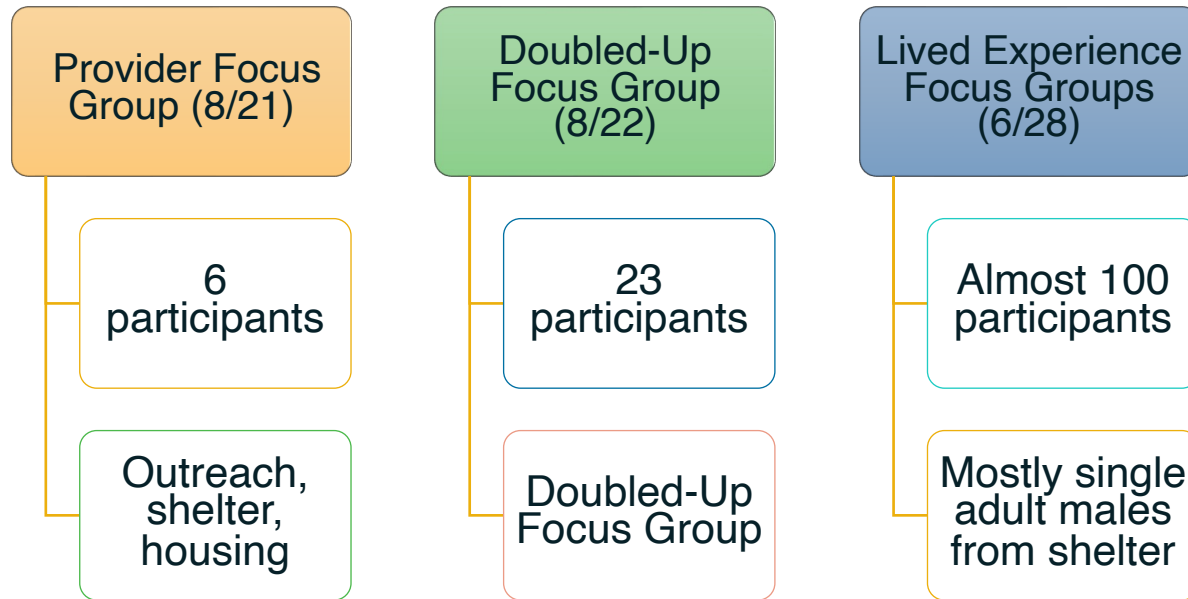 Provider Focus
Group (8/21)
6
participants
Outreach,
shelter,
housing
Doubled-Up
Focus Group
(8/22)
23
participants
Doubled-Up
Focus Group
Lived Experience
Focus Groups
(6/28)
Almost 100
participants
Mostly single
adult males
from shelter